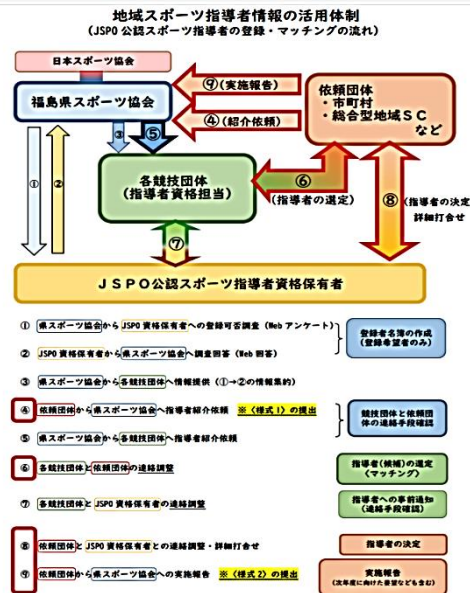 地域スポーツ指導者情報の活用体制
(JSPO 公認スポーツ指導者の登録・マッチングの流れ)
日本スポーツ協会
福島県スポーツ協会
⑨(実施報告)
④(紹介依頼)
依頼団体
・市町村
・総合型地域SC
など
①
②
③
⑤
各競技団体
(指導者資格担当)
⑥
(指導者の選定)
⑧
(指導者の決定
詳細打合せ
⑦
JSPO公認スポーツ指導者資格保有者
① 県スポーツ協会からJSPO資格保有者への登録可否調査(Webアンケート)
② JSPO資格保有者から県スポーツ協会へ調査回答(Web回答)
登録者名簿の作成
(登録希望者のみ)
③ 県スポーツ協会から各競技団体へ情報提供(①→②の情報集約)
④ 依頼団体から県スポーツ協会へ指導者紹介依頼 ※〈様式1〉の提出
⑤ 県スポーツ協会から各競技団体へ指導者紹介依頼
競技団体と依頼団
体の連絡手段確認
⑥ 各競技団体と依頼団体の連絡調整
指導者(候補)の選定
〈マッチング〉
⑦ 各競技団体とJSPO資格保有者の連絡調整
指導者への事前通知
(連絡手段確認)
⑧ 依頼団体とJSPO資格保有者との連絡調整・詳細打合せ
指導者の決定
⑨ 依頼団体から県スポーツ協会への実施報告 ※〈様式2〉の提出
実施報告
(次年度に向けた要望なども含む)